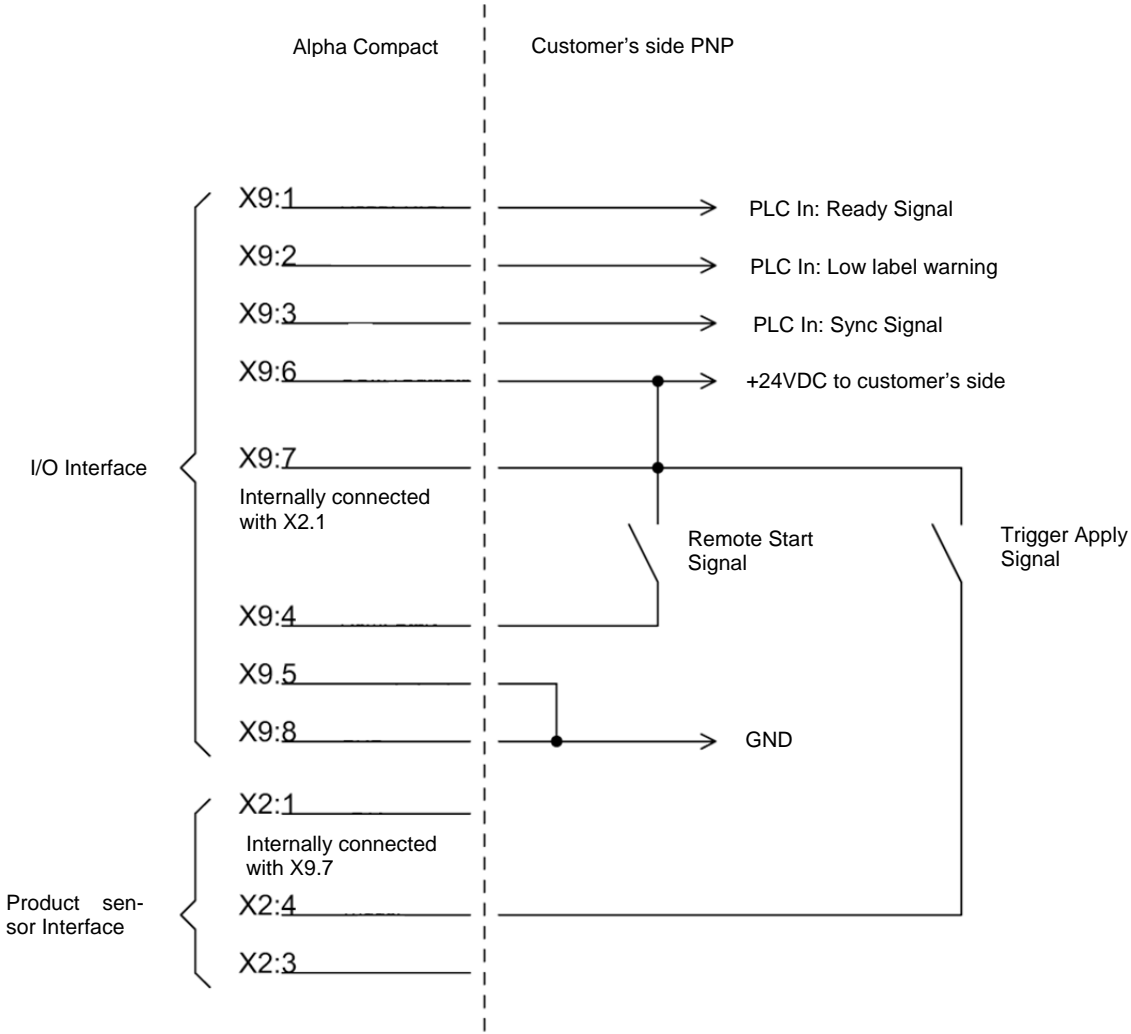 Alpha Compact
Customer's side PNP
X9:1
PLC In: Ready Signal
X9:2
PLC In: Low label warning
X9:3
PLC In: Sync Signal
X9:6
+24VDC to customer's side
I/O Interface
X9:7
Internally connected
with X2.1
Remote Start
Signal
Trigger Apply
Signal
X9:4
X9.5
X9:8
GND
X2:1
Internally connected
with X9.7
Product sen-
sor Interface
X2:4
X2:3